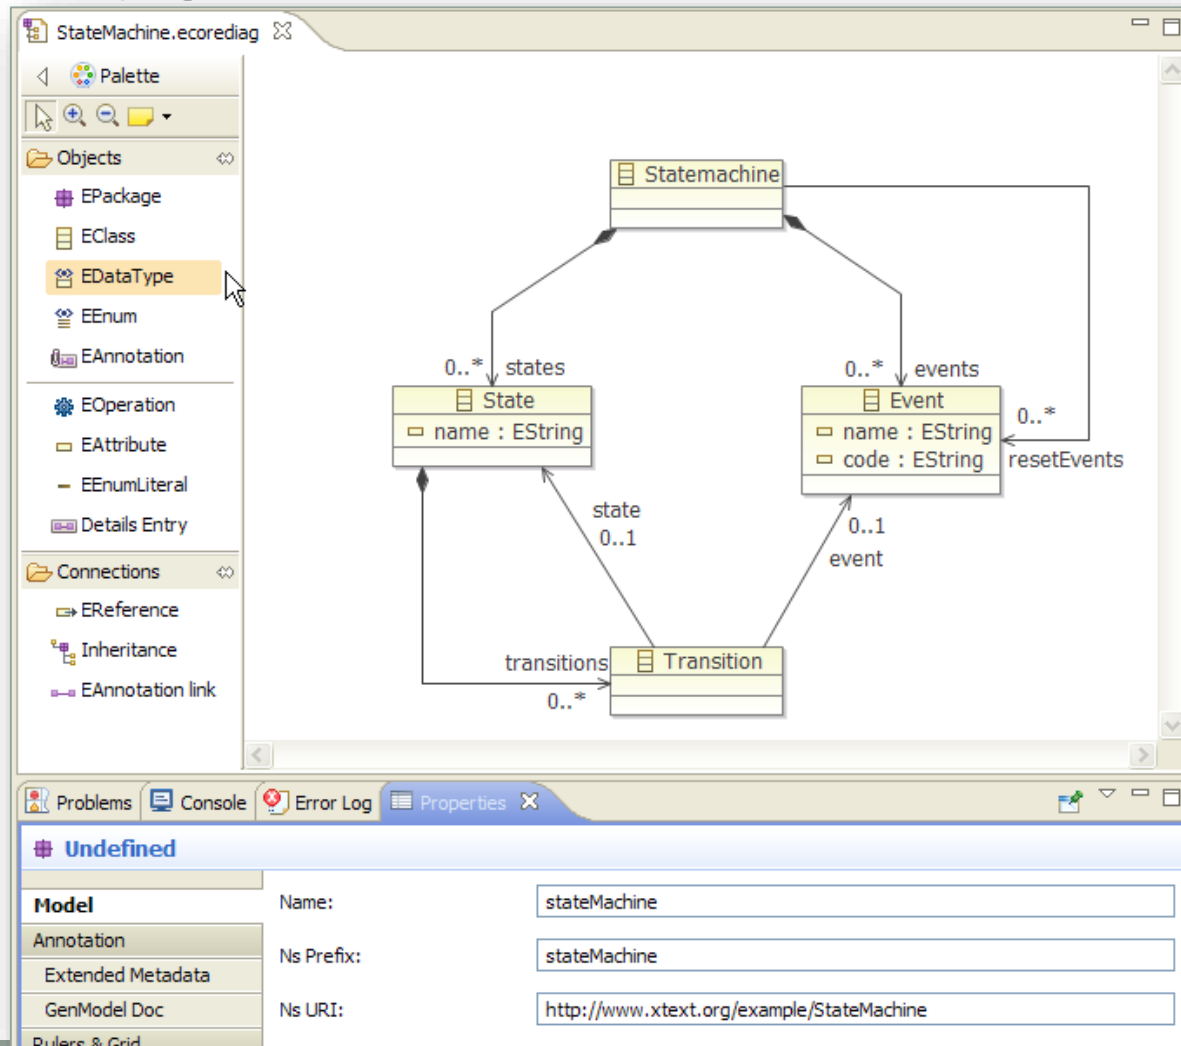 StateMachine.ecorediag
Palette
Objects
EPackage
EClass
EDataType
EEnum
EAnnotation
EOperation
EAttribute
EEnumLiteral
Details Entry
Connections
EReference
Inheritance
EAnnotation link
Statemachine
0..* states
0..* events
State
name : EString
Event
name : EString
code : EString
0..*
resetEvents
state
0..1
0..1
event
transitions
0..*
Transition
Problems Console Error Log Properties
Undefined
Model
Annotation
Extended Metadata
GenModel Doc
Rulers & Grid
Name: stateMachine
Ns Prefix: stateMachine
Ns URI: http://www.xtext.org/example/StateMachine